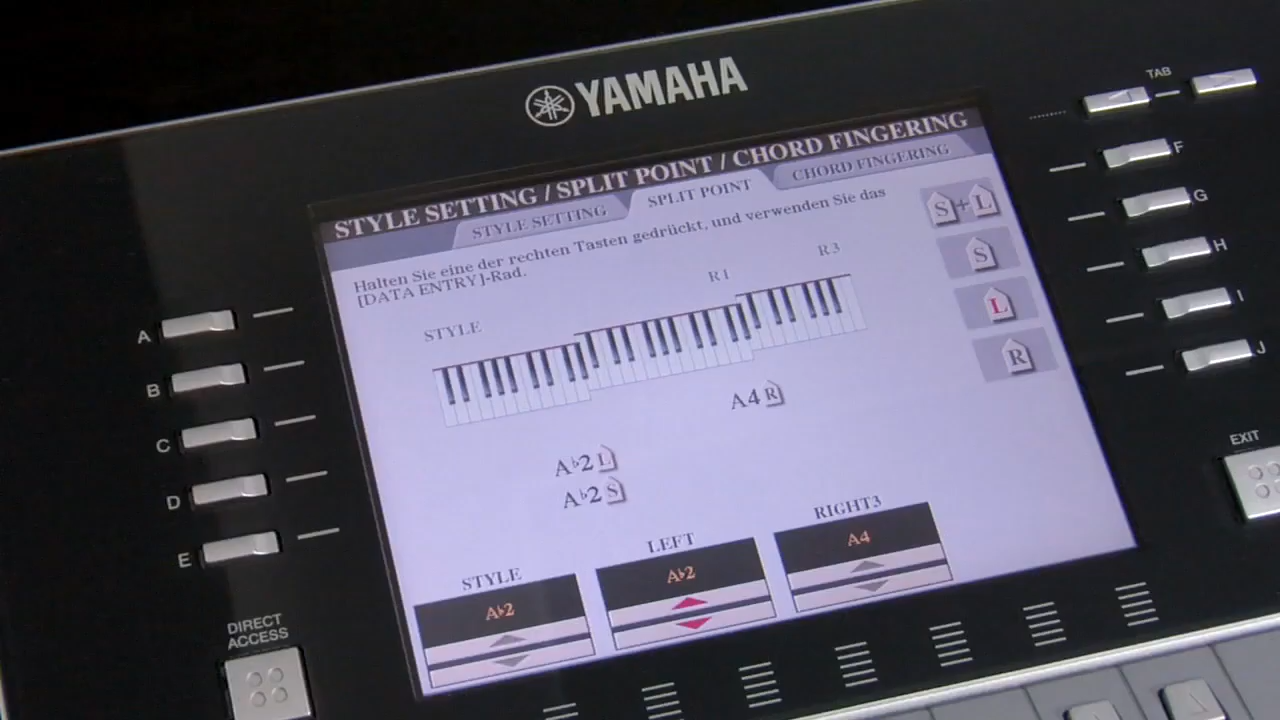 YAMAHA
TAB
STYLE SETTING / SPLIT POINT / CHORD FINGERING
STYLE SETTING
SPLIT POINT
CHORD FINGERING
Halten Sie eine der rechten Tasten gedrückt, und verwenden Sie das
[DATA ENTRY]-Rad.
STYLE
R1
R3
S+L
S
L
R
A4 R
A♭2 L
A♭2 S
STYLE
A♭2
LEFT
A♭2
RIGHT3
A4
A
B
C
D
E
F
G
H
I
J
EXIT
DIRECT
ACCESS